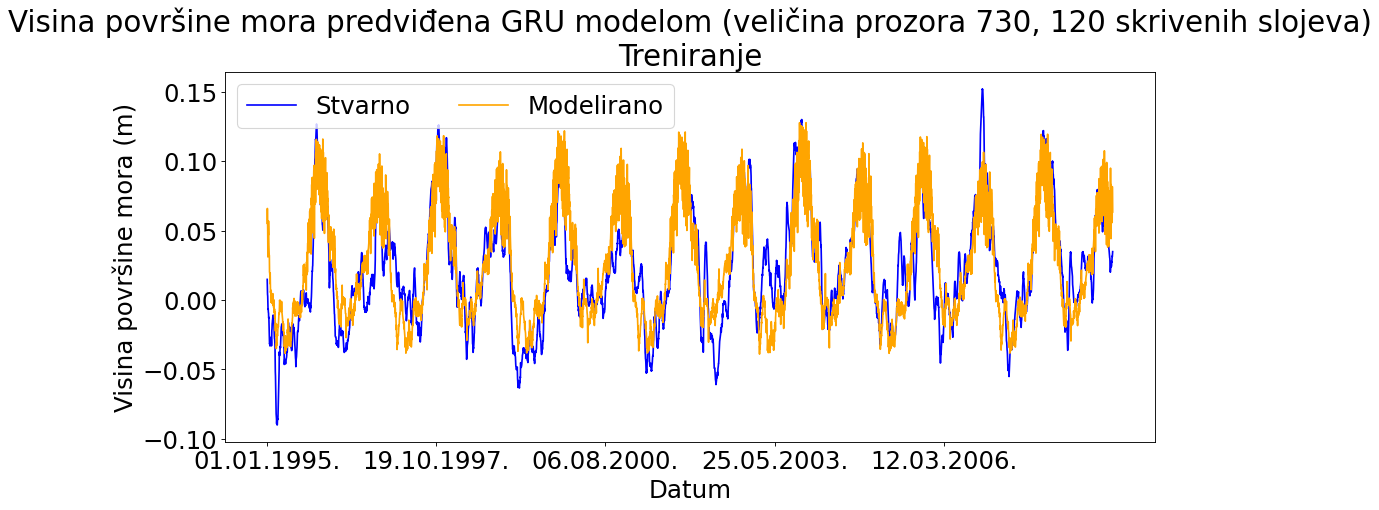 Visina površine mora predviđena GRU modelom (veličina prozora 730, 120 skrivenih slojeva)
Treniranje
Stvarno
Modelirano
Visina površine mora (m)
0.15
0.10
0.05
0.00
−0.05
−0.10
01.01.1995.
19.10.1997.
06.08.2000.
25.05.2003.
12.03.2006.
Datum